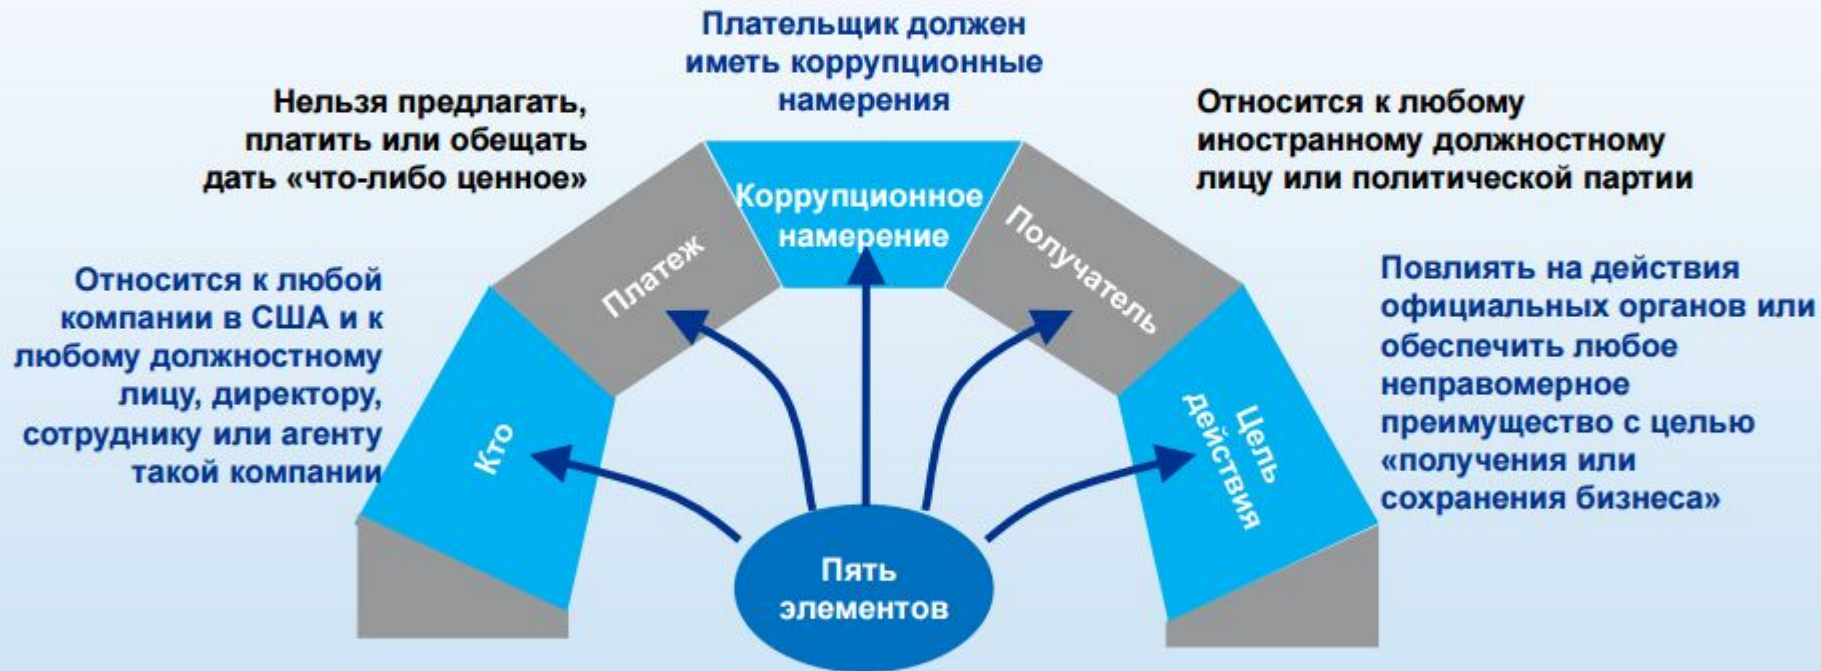 Плательщик должен
иметь коррупционные
намерения
Нельзя предлагать,
платить или обещать
дать «что-либо ценное»
Относится к любому
иностранному должностному
лицу или политической партии
Коррупционное
намерение
Платеж
Получатель
Относится к любой
компании в США и к
любому должностному
лицу, директору,
сотруднику или агенту
такой компании
Кто
Цель
действия
Повлиять на действия
официальных органов или
обеспечить любое
неправомерное
преимущество с целью
«получения или
сохранения бизнеса»
Пять
элементов